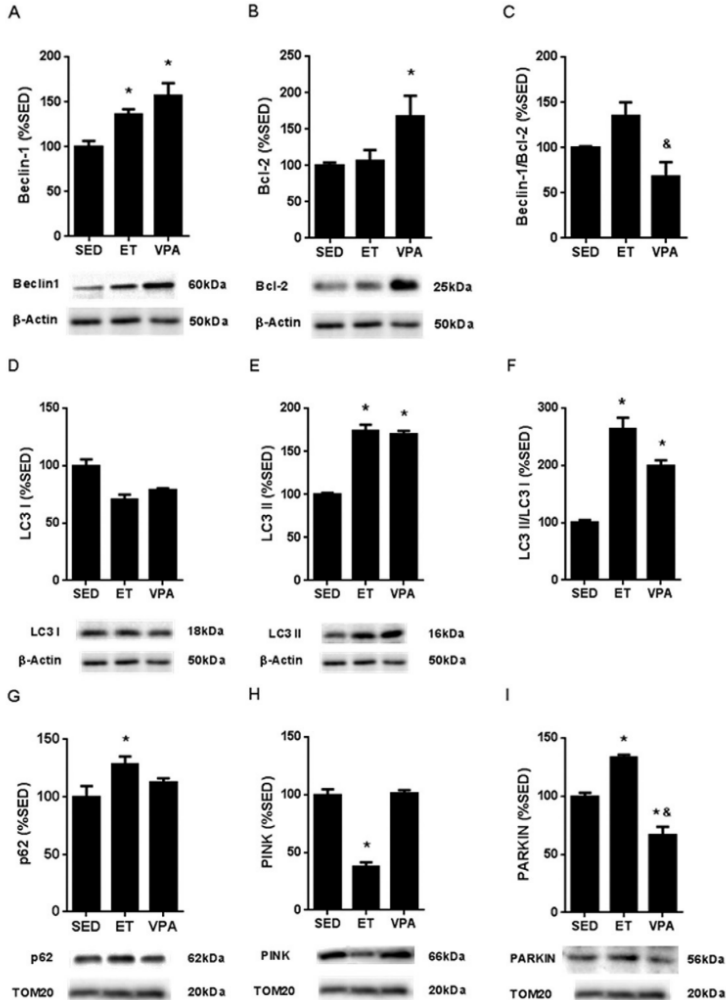 A
Beclin-1 (%SED)
200
150
100
50
0
*
*
SED ET VPA
Beclin1 60kDa
β-Actin 50kDa
B
Bcl-2 (%SED)
250
200
150
100
50
0
*
SED ET VPA
Bcl-2 25kDa
β-Actin 50kDa
C
Beclin-1/Bcl-2 (%SED)
200
150
100
50
0
&
SED ET VPA
D
LC3 I (%SED)
150
100
50
0
SED ET VPA
LC3 I 18kDa
β-Actin 50kDa
E
LC3 II (%SED)
200
150
100
50
0
* *
SED ET VPA
LC3 II 16kDa
β-Actin 50kDa
F
LC3 II/LC3 I (%SED)
300
200
100
0
*
*
SED ET VPA
G
p62 (%SED)
150
100
50
0
*
SED ET VPA
p62 62kDa
TOM20 20kDa
H
PINK (%SED)
150
100
50
0
*
SED ET VPA
PINK 66kDa
TOM20 20kDa
I
PARKIN (%SED)
150
100
50
0
*
* &
SED ET VPA
PARKIN 56kDa
TOM20 20kDa